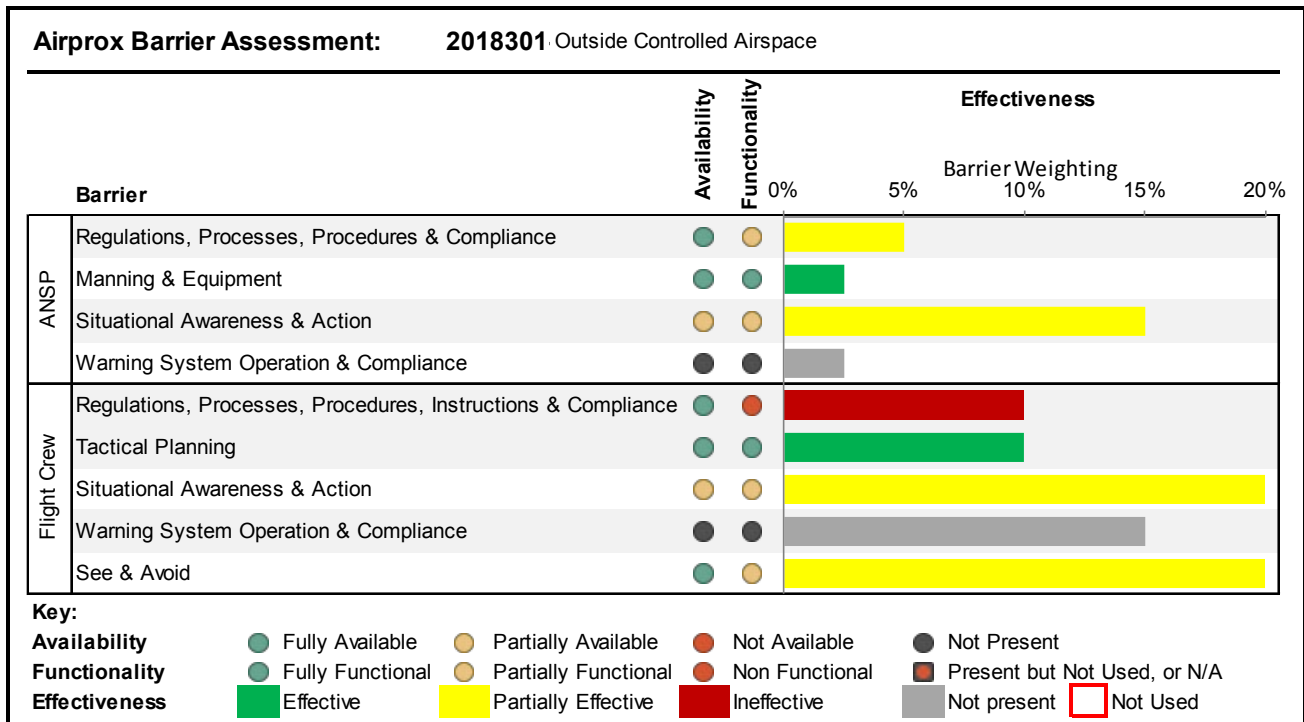 Airprox Barrier Assessment: 2018301 Outside Controlled Airspace
Availability
Functionality
Effectiveness
Barrier Weighting
Barrier
0% 5% 10% 15% 20%
ANSP
Regulations, Processes, Procedures & Compliance
Manning & Equipment
Situational Awareness & Action
Warning System Operation & Compliance
Flight Crew
Regulations, Processes, Procedures, Instructions & Compliance
Tactical Planning
Situational Awareness & Action
Warning System Operation & Compliance
See & Avoid
Key:
Availability Fully Available Partially Available Not Available Not Present
Functionality Fully Functional Partially Functional Non Functional Present but Not Used, or N/A
Effectiveness Effective Partially Effective Ineffective Not present Not Used